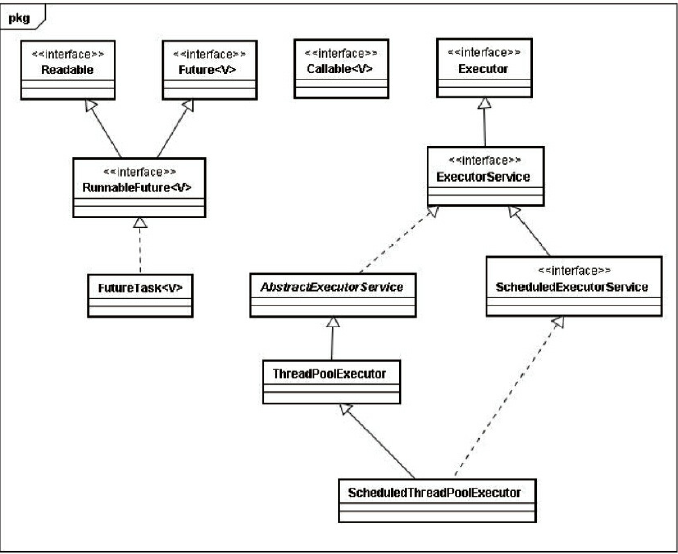 pkg
<<interface>>
Readable
<<interface>>
Future<V>
<<interface>>
Callable<V>
<<interface>>
Executor
<<interface>>
RunnableFuture<V>
<<interface>>
ExecutorService
FutureTask<V>
AbstractExecutorService
<<interface>>
ScheduledExecutorService
ThreadPoolExecutor
ScheduledThreadPoolExecutor